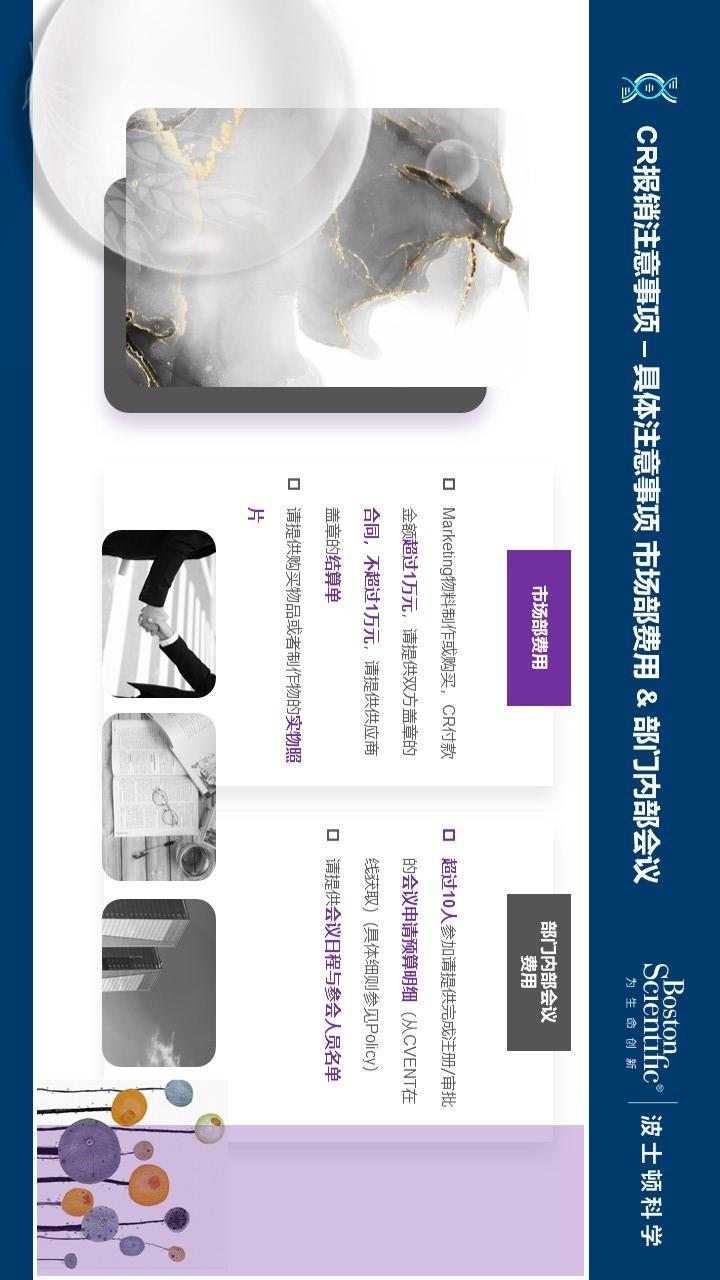 CR报销注意事项 – 具体注意事项 市场部费用 & 部门内部会议
Boston
Scientific®
为生命创新
波士顿科学
市场部费用
Marketing物料制作或购买，CR付款
金额超过1万元，请提供双方盖章的
合同，不超过1万元，请提供供应商
盖章的结算单
请提供购买物品或者制作物的实物照
片
部门内部会议
费用
超过10人参加请提供完成注册/审批
的会议申请预算明细（从CVENT在
线获取）(具体细则参见Policy)
请提供会议日程与参会人员名单